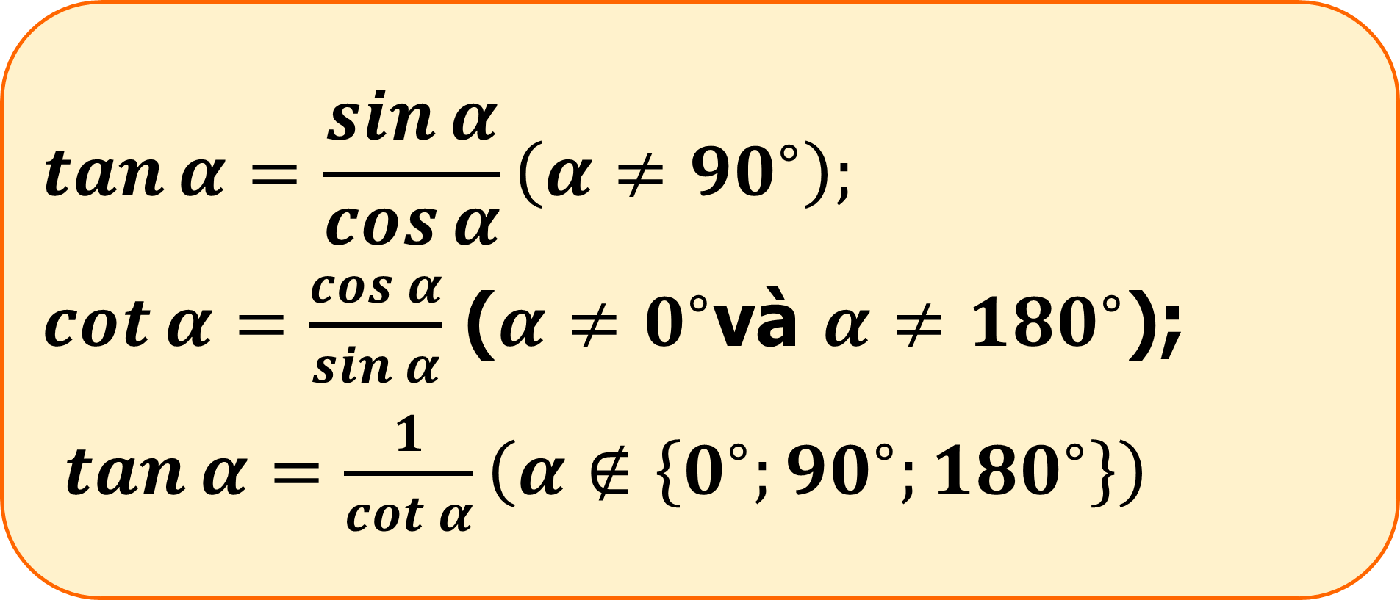 tan α = sin α / cos α (α ≠ 90°);
cot α = cos α / sin α (α ≠ 0° và α ≠ 180°);
tan α = 1 / cot α (α ∉ {0°; 90°; 180°})